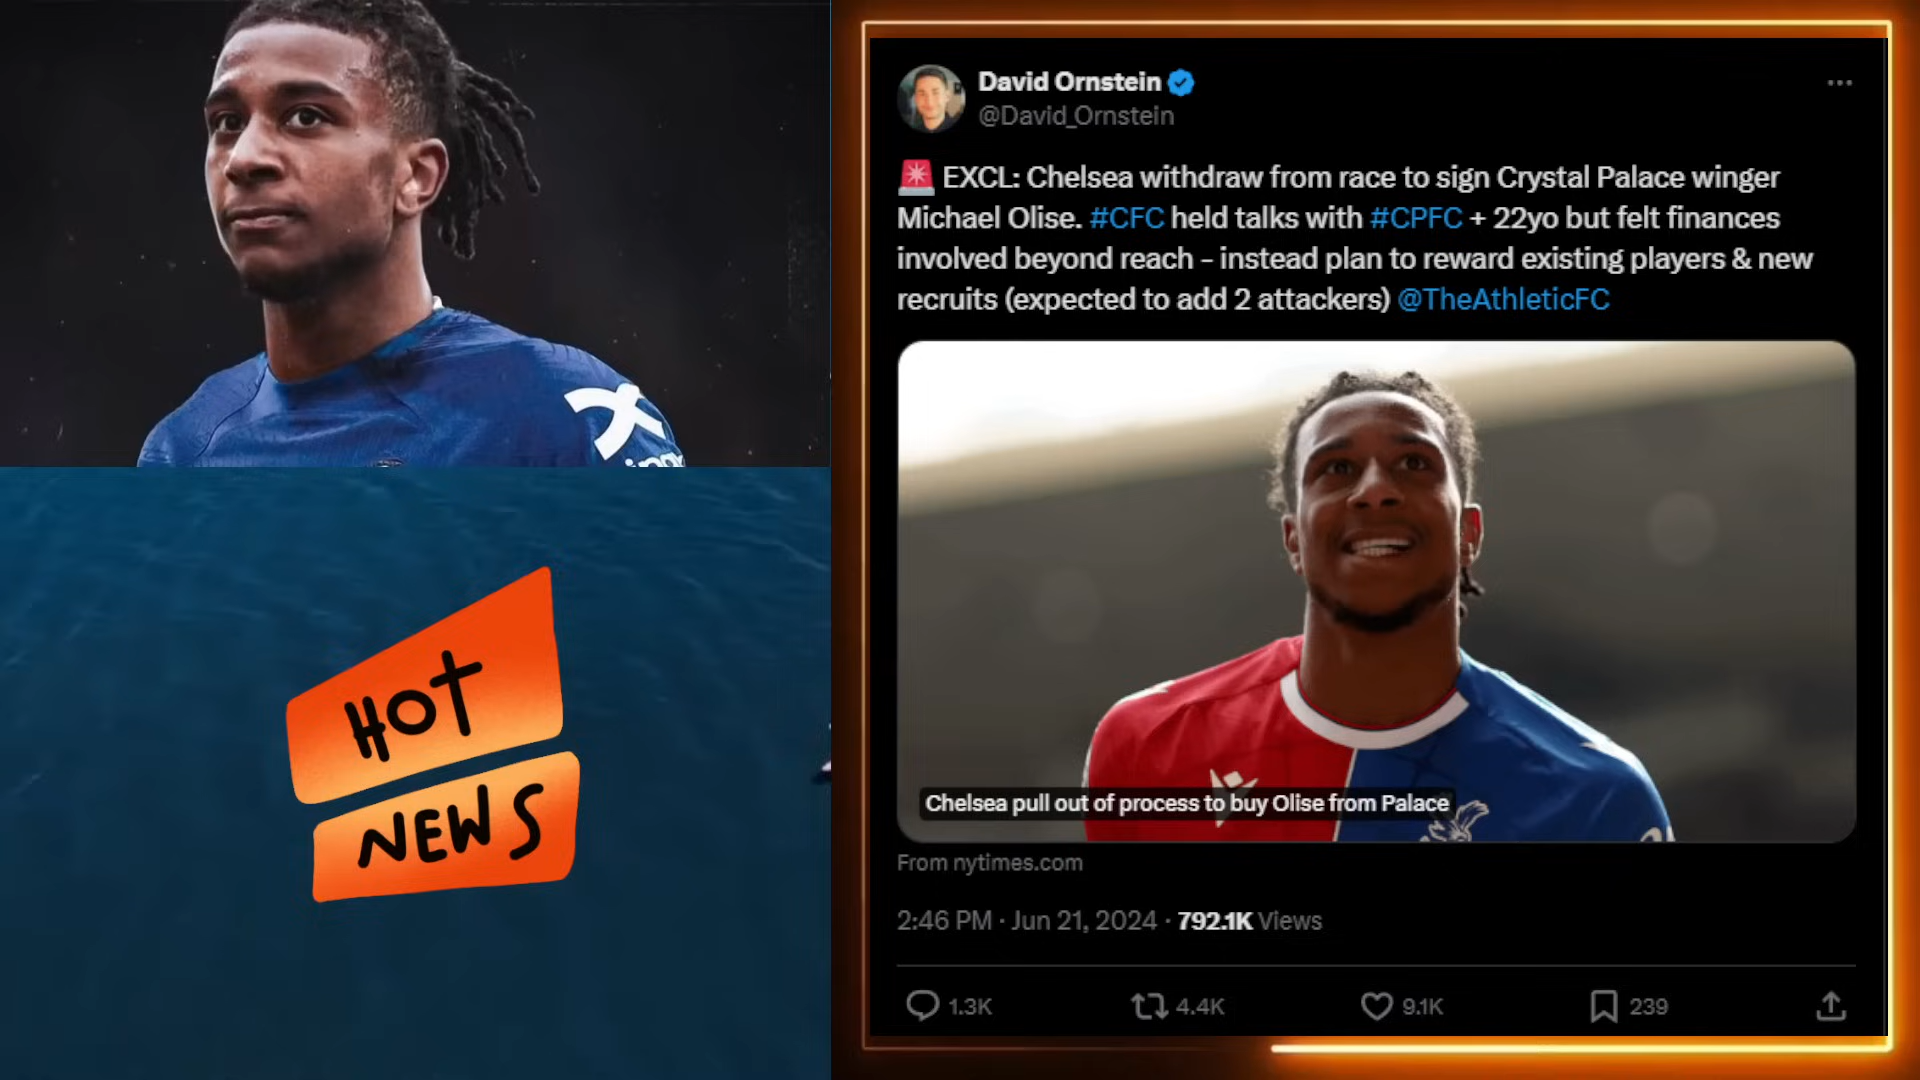 HOT
NEWS
David Ornstein
@David_Ornstein
EXCL: Chelsea withdraw from race to sign Crystal Palace winger
Michael Olise. #CFC held talks with #CPFC + 22yo but felt finances
involved beyond reach – instead plan to reward existing players & new
recruits (expected to add 2 attackers) @TheAthleticFC
Chelsea pull out of process to buy Olise from Palace
From nytimes.com
2:46 PM · Jun 21, 2024 · 792.1K Views
1.3K
4.4K
9.1K
239